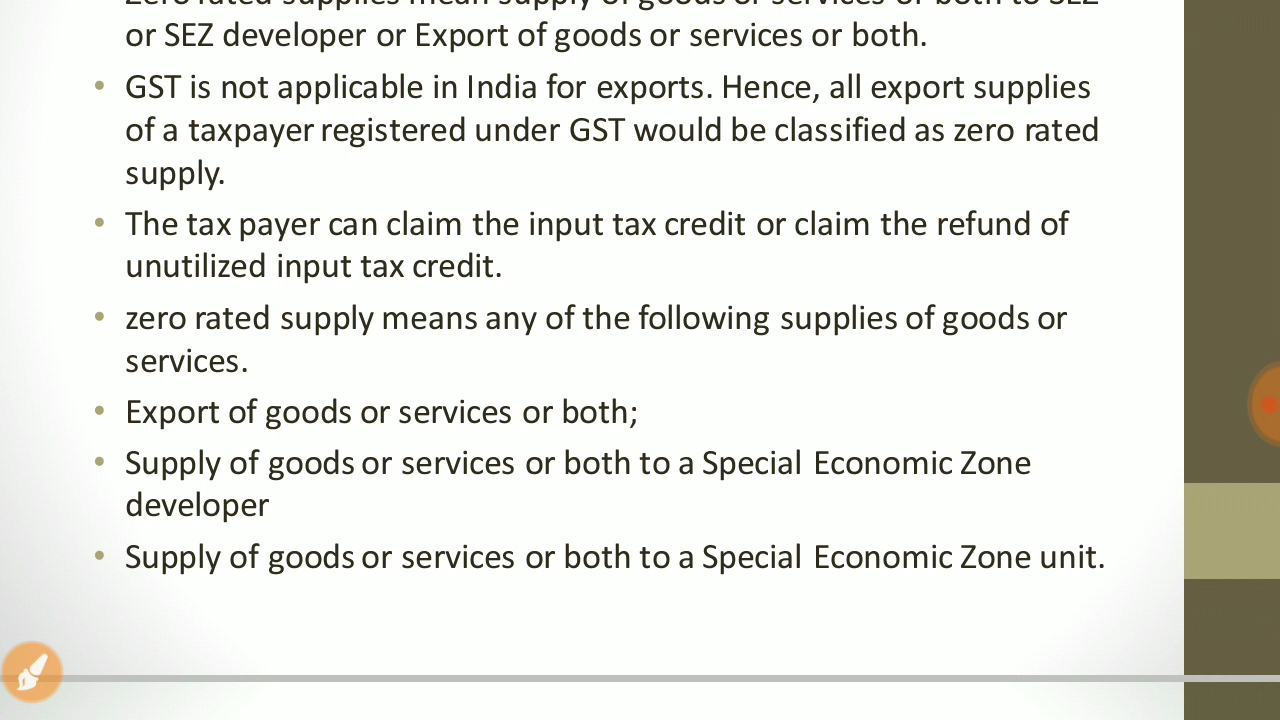 Zero rated supplies mean supply of goods or services or both to SEZ
or SEZ developer or Export of goods or services or both.
GST is not applicable in India for exports. Hence, all export supplies
of a taxpayer registered under GST would be classified as zero rated
supply.
The tax payer can claim the input tax credit or claim the refund of
unutilized input tax credit.
zero rated supply means any of the following supplies of goods or
services.
Export of goods or services or both;
Supply of goods or services or both to a Special Economic Zone
developer
Supply of goods or services or both to a Special Economic Zone unit.